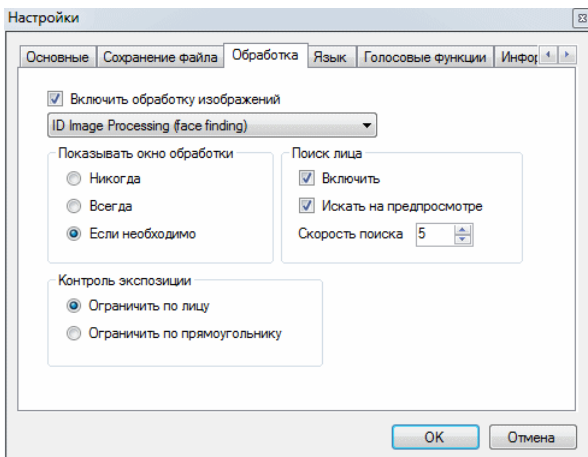 Настройки
Основные Сохранение файла Обработка Язык Голосовые функции
Включить обработку изображений
ID Image Processing (face finding)
Показывать окно обработки
Никогда
Всегда
Если необходимо
Поиск лица
Включить
Искать на предпросмотре
Скорость поиска 5
Контроль экспозиции
Ограничить по лицу
Ограничить по прямоугольнику
OK Отмена